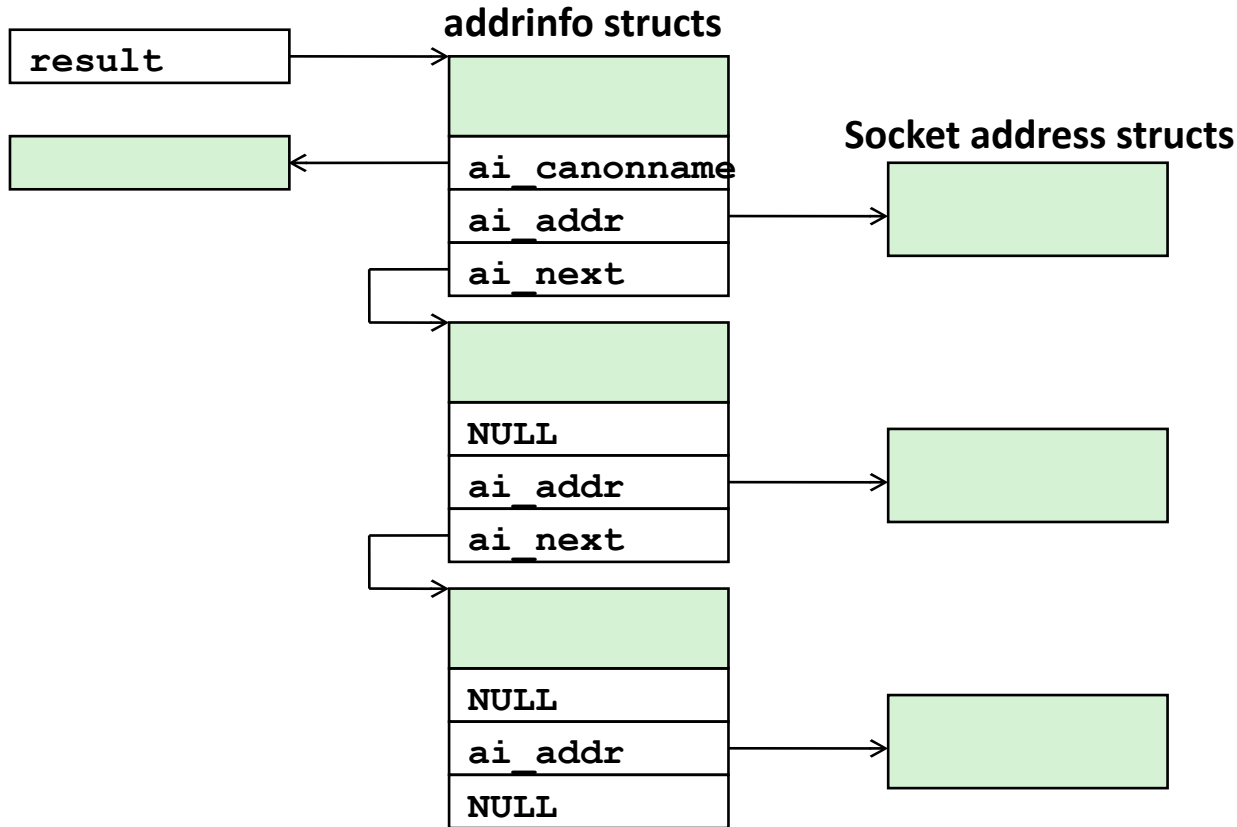 addrinfo structs
result
Socket address structs
ai_canonname
ai_addr
ai_next
NULL
ai_addr
ai_next
NULL
ai_addr
NULL